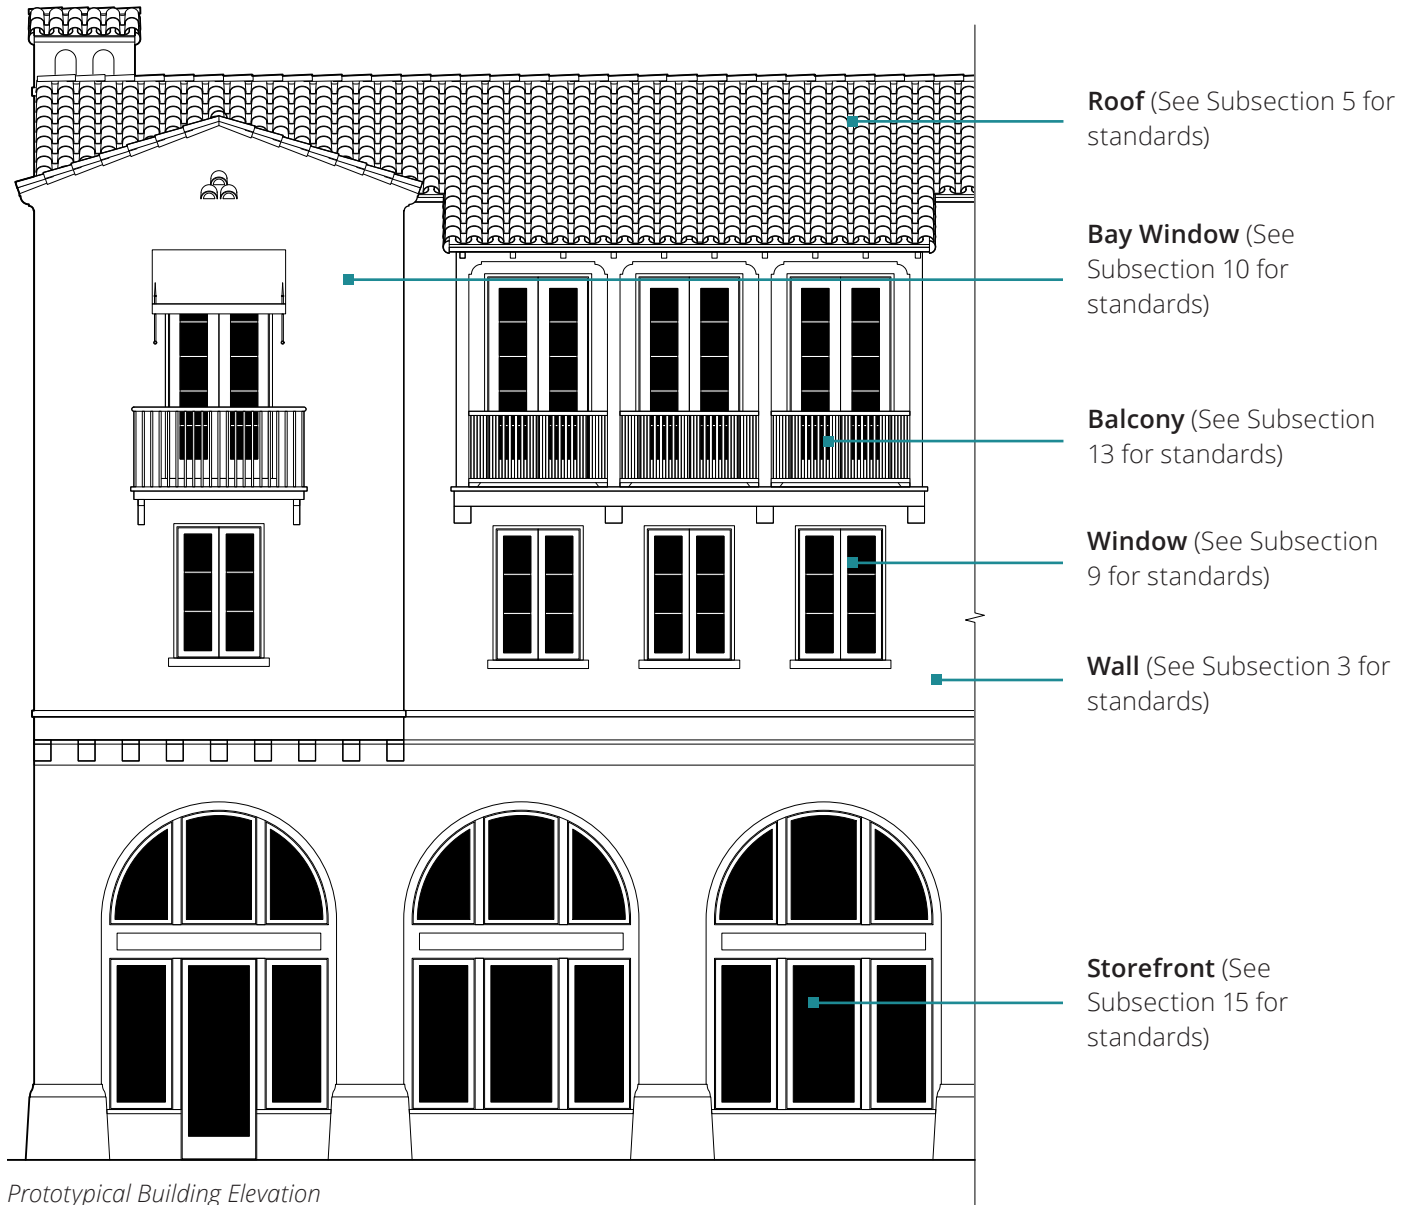 Roof (See Subsection 5 for
standards)
Bay Window (See
Subsection 10 for
standards)
Balcony (See Subsection
13 for standards)
Window (See Subsection
9 for standards)
Wall (See Subsection 3 for
standards)
Storefront (See
Subsection 15 for
standards)
Prototypical Building Elevation